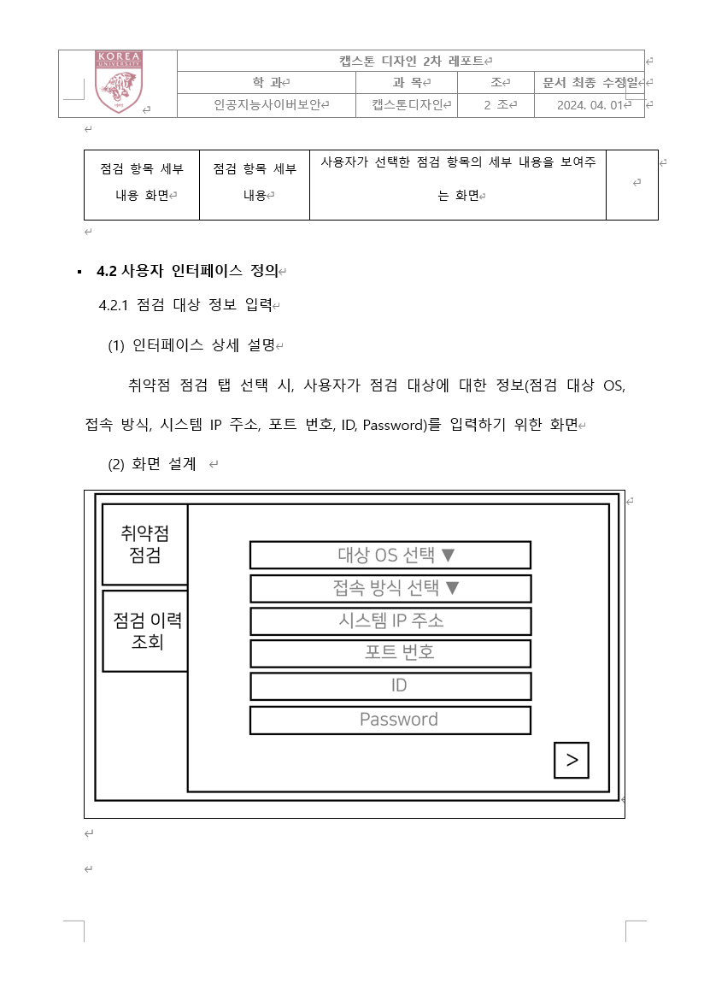 KOREA
UNIVERSITY
1905
캡스톤 디자인 2차 레포트
학 과 과 목 조 문서 최종 수정일
인공지능사이버보안 캡스톤디자인 2 조 2024. 04. 01
점검 항목 세부 점검 항목 세부 사용자가 선택한 점검 항목의 세부 내용을 보여주
내용 화면 내용 는 화면
▪ 4.2 사용자 인터페이스 정의
4.2.1 점검 대상 정보 입력
(1) 인터페이스 상세 설명
취약점 점검 탭 선택 시, 사용자가 점검 대상에 대한 정보(점검 대상 OS,
접속 방식, 시스템 IP 주소, 포트 번호, ID, Password)를 입력하기 위한 화면
(2) 화면 설계
취약점
점검
점검 이력
조회
대상 OS 선택 ▼
접속 방식 선택 ▼
시스템 IP 주소
포트 번호
ID
Password
>